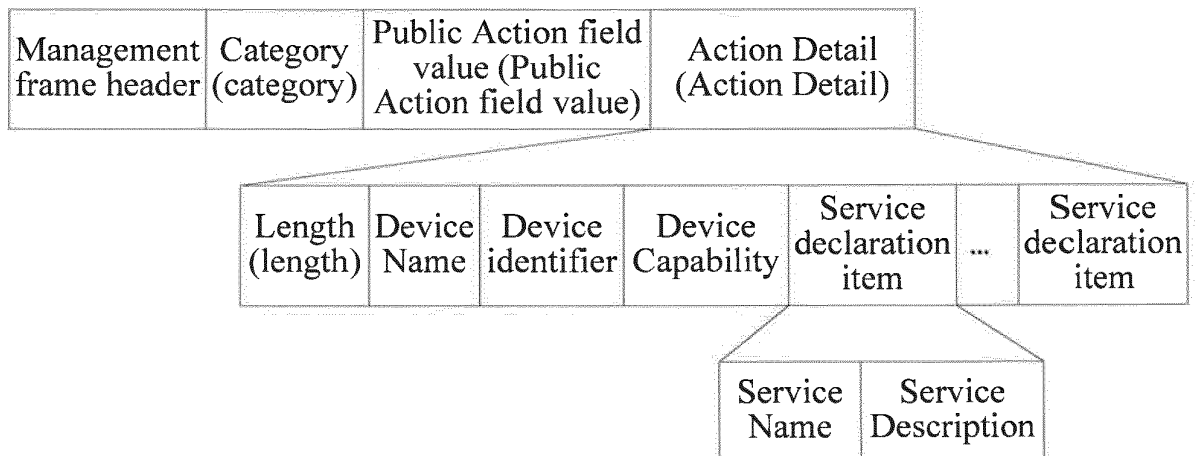 Management
frame header
Category
(category)
Public Action field
value (Public
Action field value)
Action Detail
(Action Detail)
Length
(length)
Device
Name
Device
identifier
Device
Capability
Service
declaration
item
...
Service
declaration
item
Service
Name
Service
Description